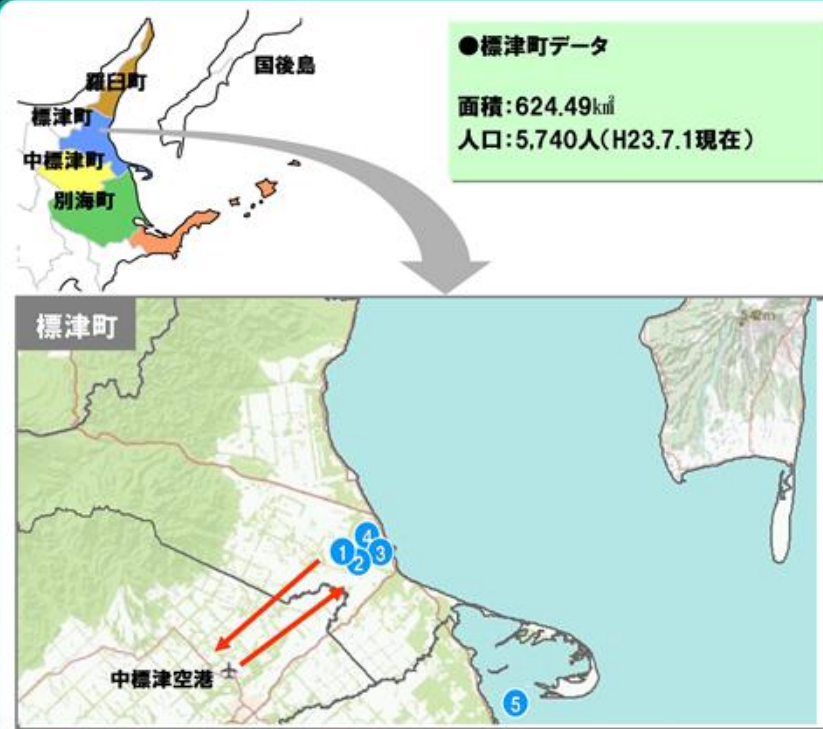 羅臼町
国後島
標津町
中標津町
別海町
●標津町データ
面積:624.49㎢
人口:5,740人(H23.7.1現在)
標津町
542m
4
1
3
2
中標津空港
5